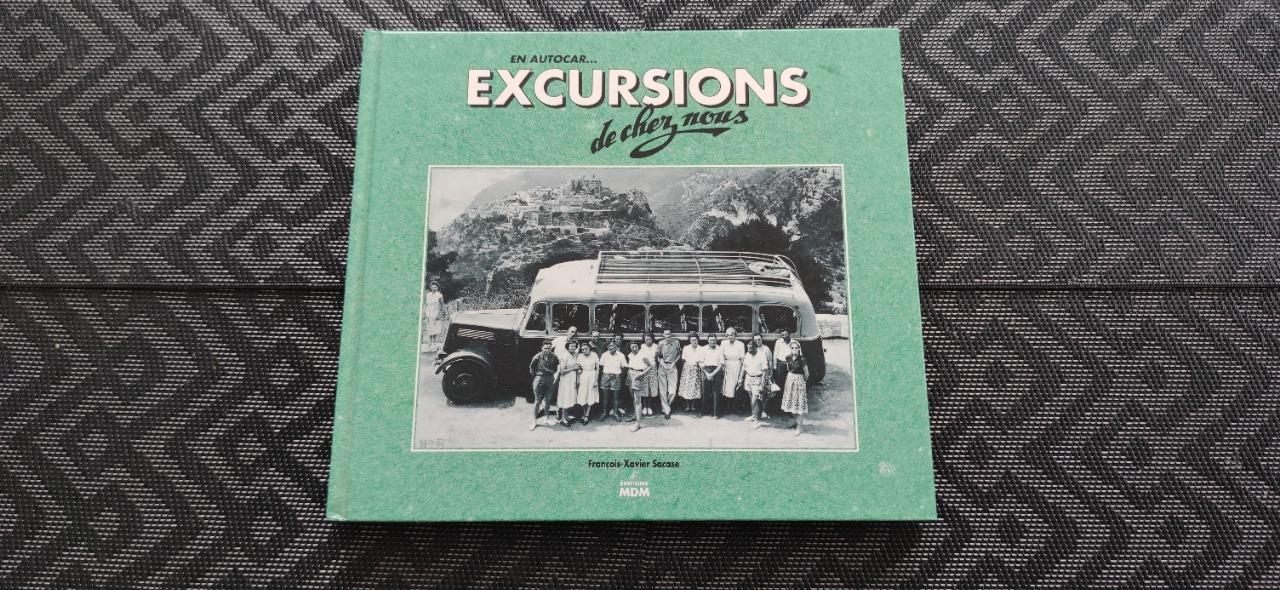 EN AUTOCAR...
EXCURSIONS
de chez nous
François-Xavier Sacase
ÉDITIONS
MDM